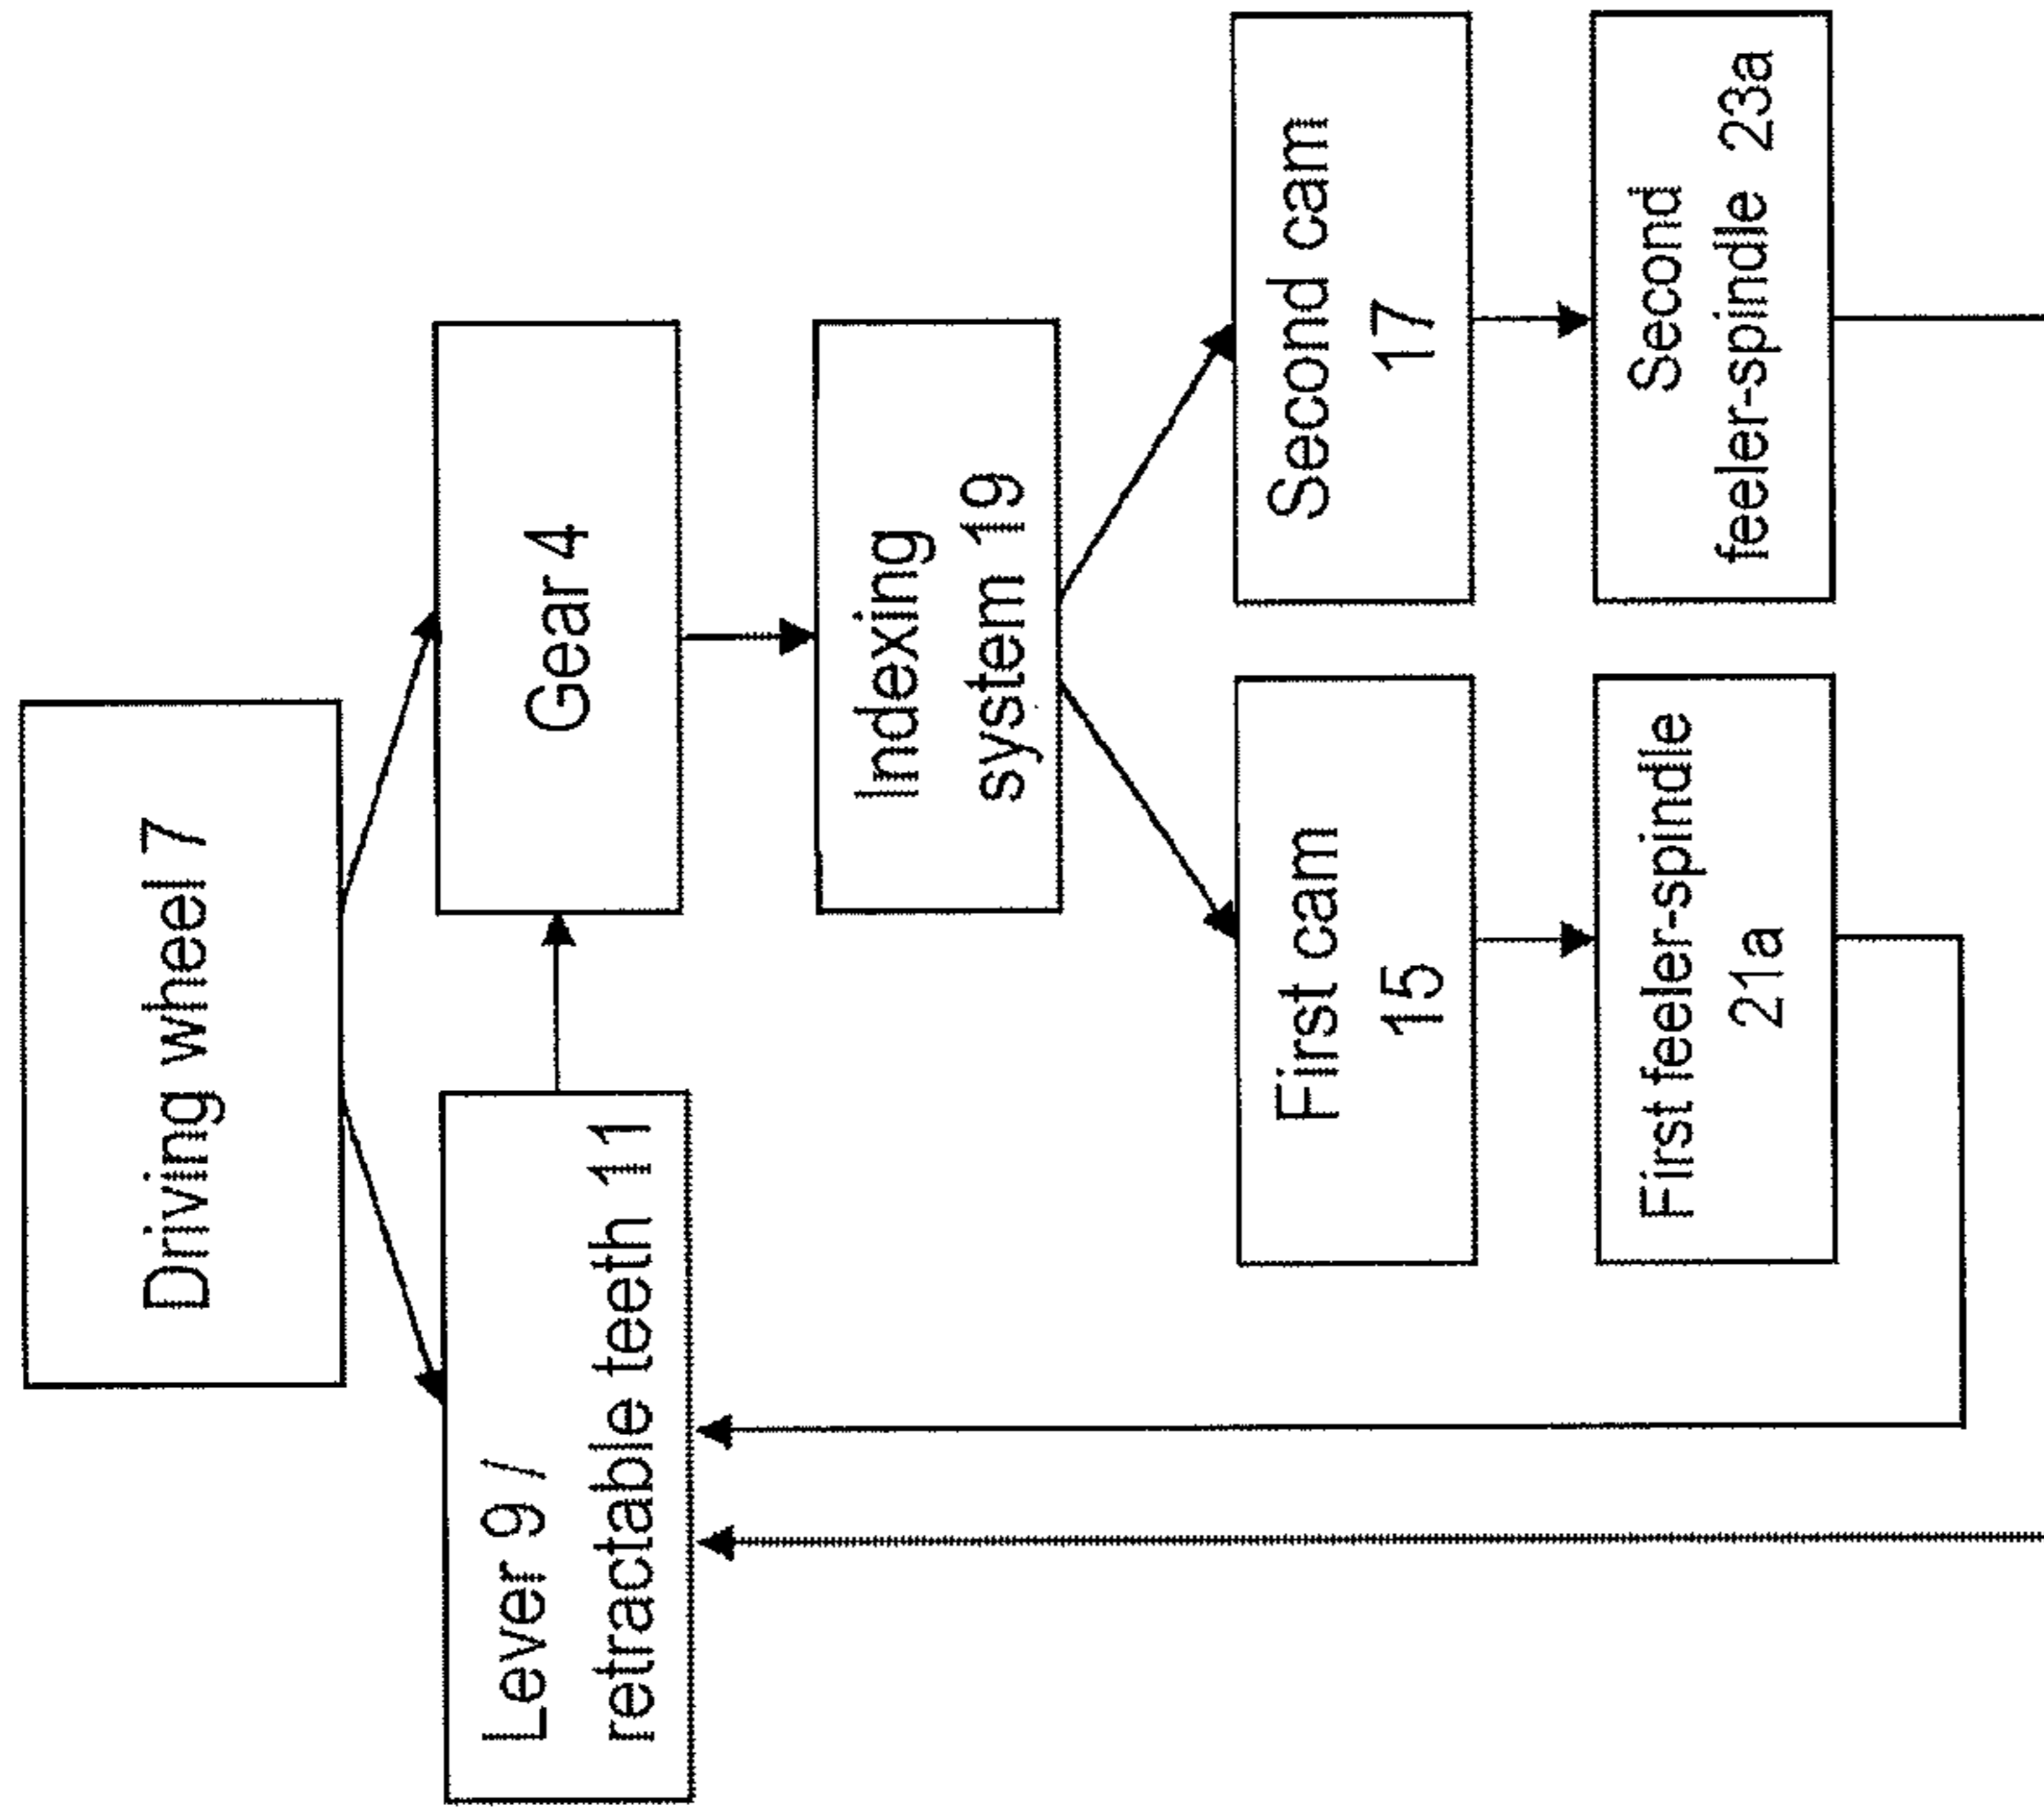 Driving wheel 7
Lever 9 /
retractable teeth 11
Gear 4
Indexing
system 19
First cam
15
Second cam
17
First feeler-spindle
21a
Second
feeler-spindle 23a